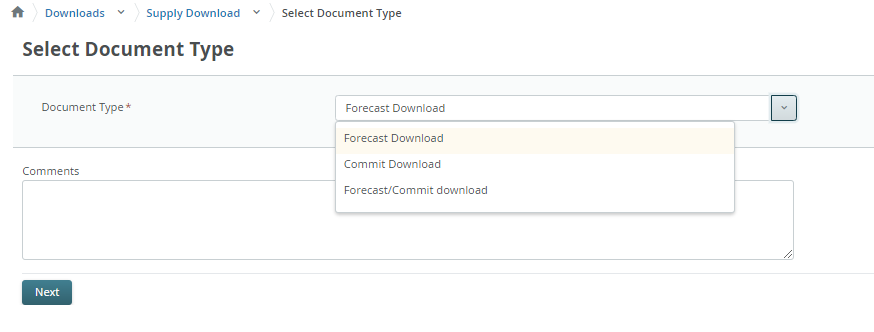 Downloads Supply Download Select Document Type
Select Document Type
Document Type*
Forecast Download
Forecast Download
Commit Download
Forecast/Commit download
Comments
Next